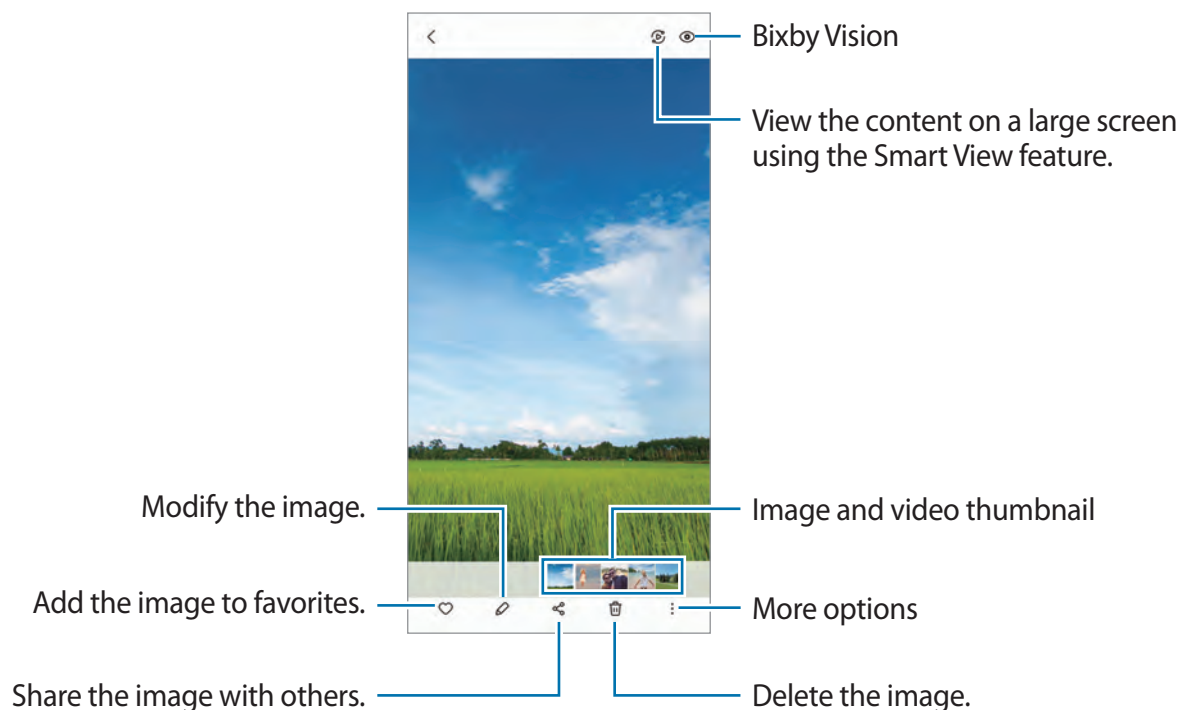 Bixby Vision
View the content on a large screen
using the Smart View feature.
Modify the image.
Image and video thumbnail
Add the image to favorites.
More options
Share the image with others.
Delete the image.